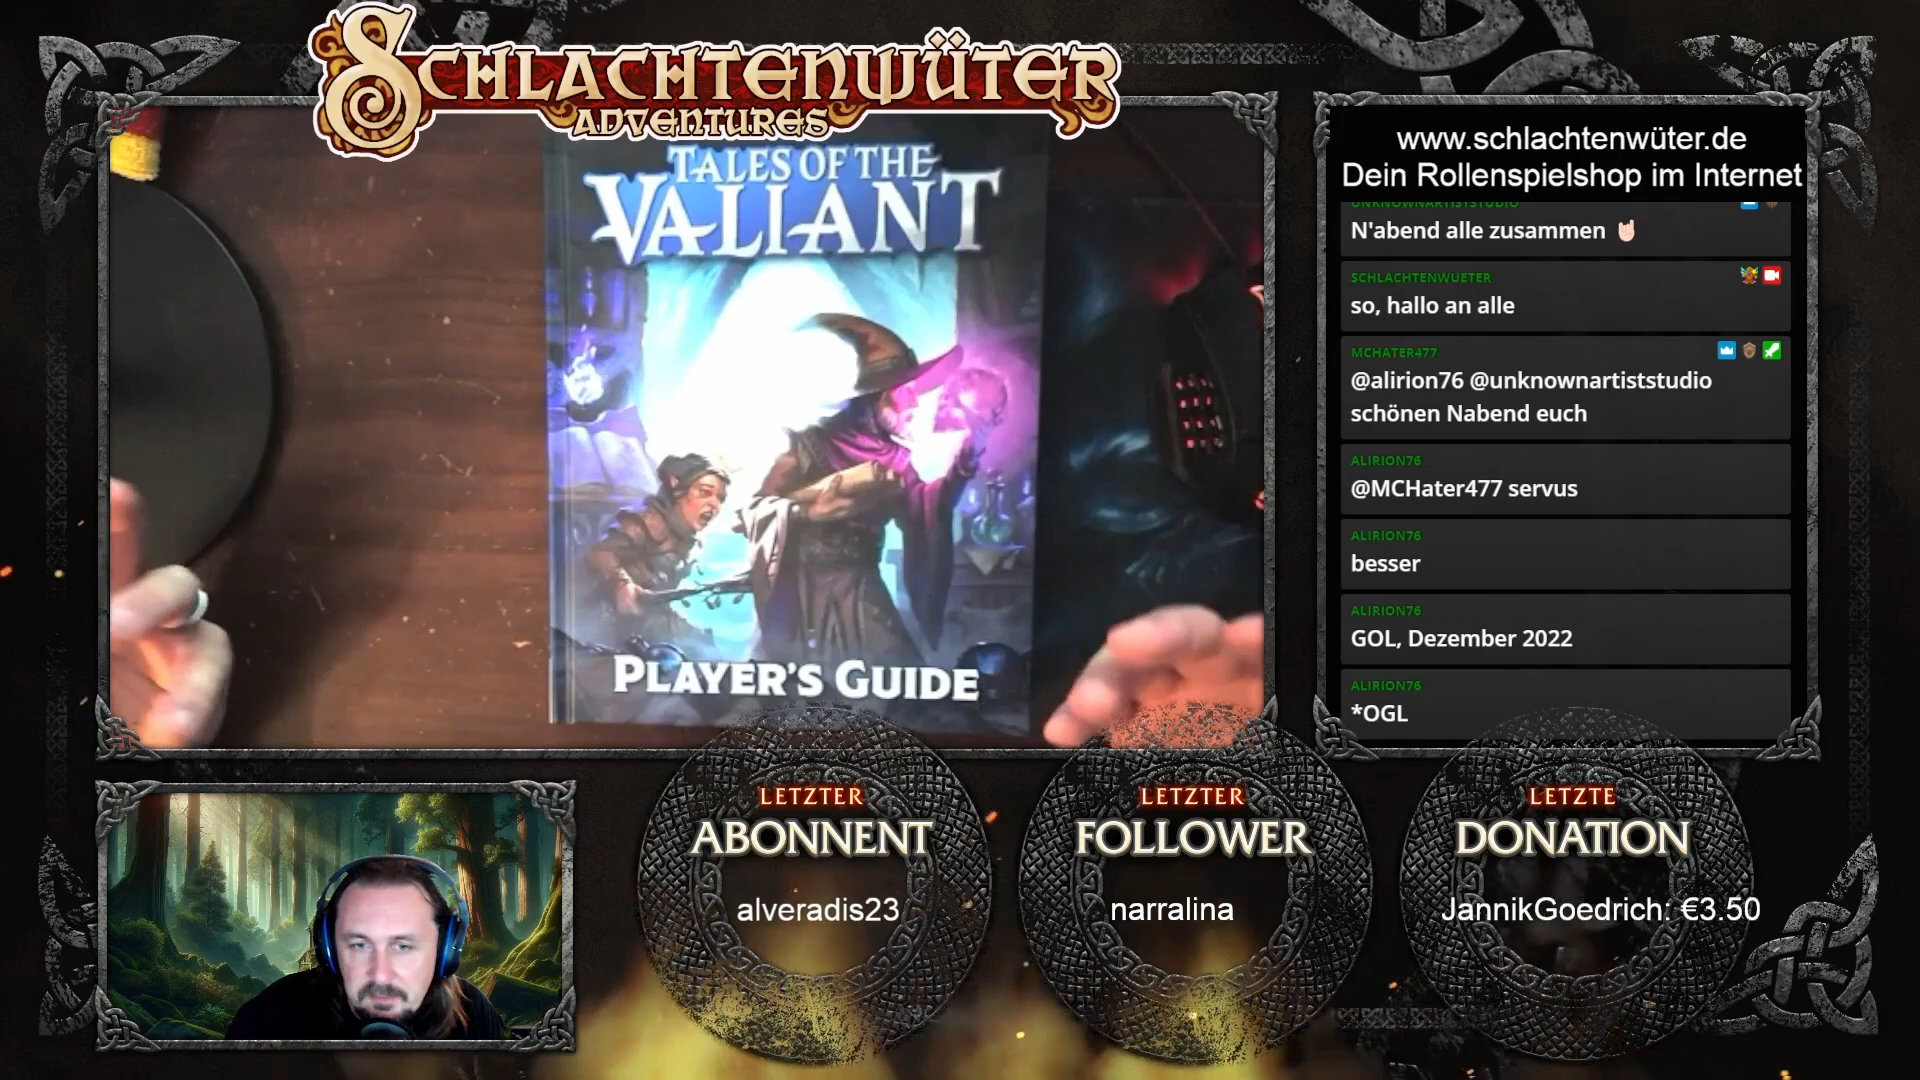 SCHLACHTENWÜTER
ADVENTURES
TALES OF THE
VALIANT
PLAYER'S GUIDE
www.schlachtenwüter.de
Dein Rollenspielshop im Internet
UNKNOWNARTISTSTUDIO
N'abend alle zusammen
SCHLACHTENWUETER
so, hallo an alle
MCHATER477
@alirion76 @unknownartiststudio
schönen Nabend euch
ALIRION76
@MCHater477 servus
ALIRION76
besser
ALIRION76
GOL, Dezember 2022
ALIRION76
*OGL
LETZTER
ABONNENT
alveradis23
LETZTER
FOLLOWER
narralina
LETZTE
DONATION
JannikGoedrich: €3.50